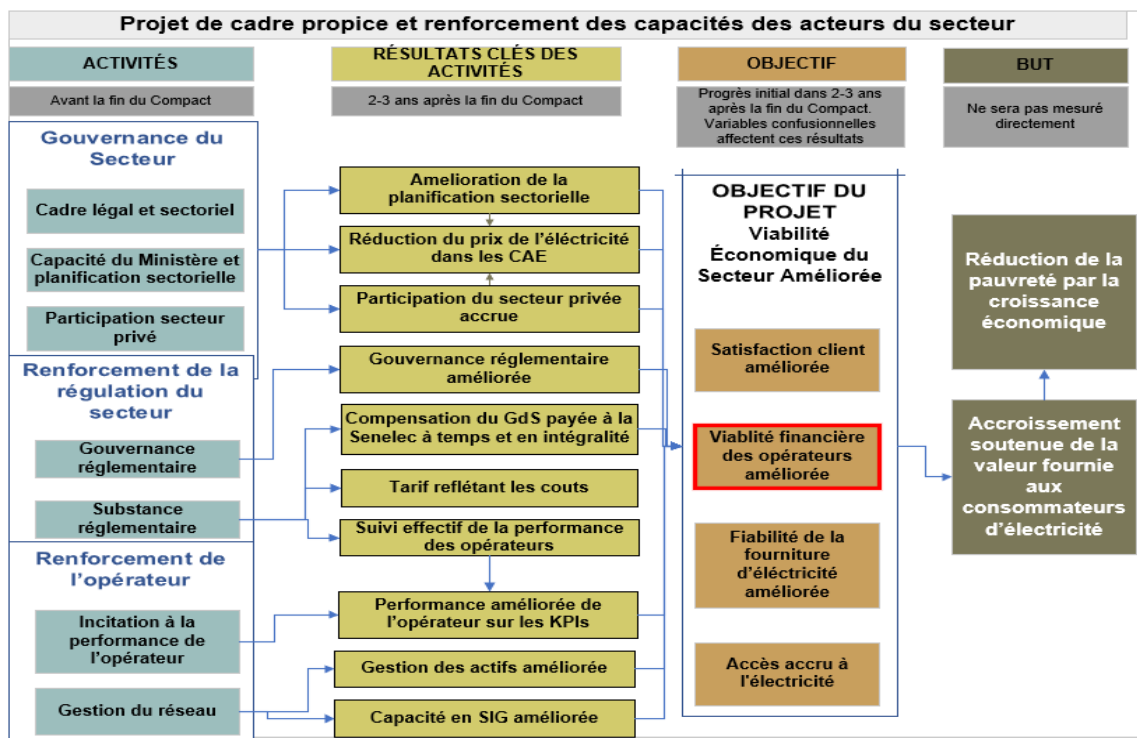 Projet de cadre propice et renforcement des capacités des acteurs du secteur
ACTIVITÉS
Avant la fin du Compact
Gouvernance du
Secteur
Cadre légal et sectoriel
Capacité du Ministère et
planification sectorielle
Participation secteur
privé
Renforcement de la
régulation du
secteur
Gouvernance
réglementaire
Substance
réglementaire
Renforcement de
l'opérateur
Incitation à la
performance de
l'opérateur
Gestion du réseau
RÉSULTATS CLÉS DES
ACTIVITÉS
2-3 ans après la fin du Compact
Amelioration de la
planification sectorielle
Réduction du prix de l'éléctricité
dans les CAE
Participation du secteur privée
accrue
Gouvernance réglementaire
améliorée
Compensation du GdS payée à la
Senelec à temps et en intégralité
Tarif reflétant les couts
Suivi effectif de la performance
des opérateurs
Performance améliorée de
l'opérateur sur les KPIs
Gestion des actifs améliorée
Capacité en SIG améliorée
OBJECTIF
Progrès initial dans 2-3 ans
après la fin du Compact.
Variables confusionelles
affectent ces résultats
OBJECTIF DU
PROJET
Viabilité
Économique du
Secteur Améliorée
Satisfaction client
améliorée
Viablité financière
des opérateurs
améliorée
Fiabilité de la
fourniture
d'éléctricité
améliorée
Accès accru à
l'électricité
BUT
Ne sera pas mesuré
directement
Réduction de la
pauvreté par la
croissance
économique
Accroissement
soutenue de la
valeur fournie
aux
consommateurs
d'électricité